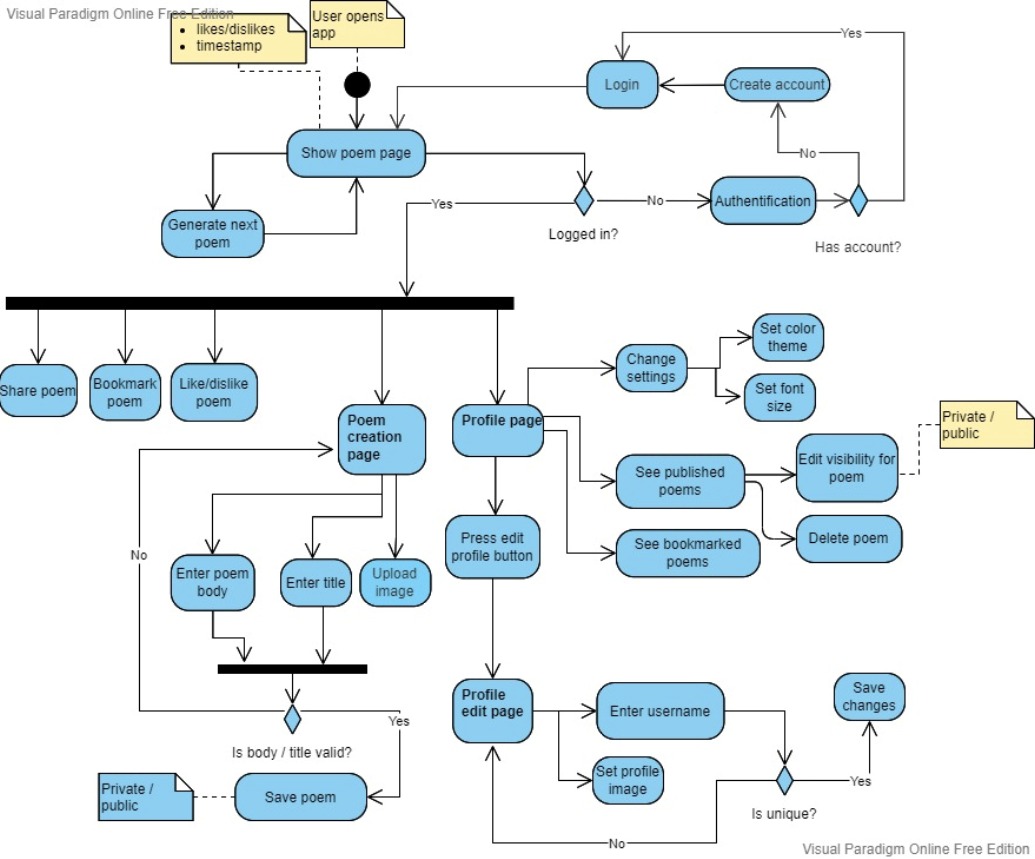 Visual Paradigm Online Free Edition
• likes/dislikes
• timestamp
User opens
app
Yes
Login
Create account
No
Show poem page
Generate next
poem
Yes
No
Authentification
Logged in?
Has account?
Share poem
Bookmark
poem
Like/dislike
poem
Poem
creation
page
Profile page
Change
settings
Set color
theme
Set font
size
Private /
public
See published
poems
Edit visibility for
poem
Delete poem
See bookmarked
poems
Press edit
profile button
No
Enter poem
body
Enter title
Upload
image
Yes
Is body / title valid?
Private /
public
Save poem
Profile
edit page
Enter username
Save
changes
Set profile
image
Yes
Is unique?
No
Visual Paradigm Online Free Edition